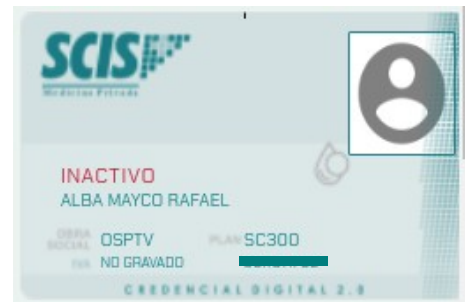 SCIS
Medicina Privada
INACTIVO
ALBA MAYCO RAFAEL
OBRA SOCIAL OSPTV PLAN SC300
IVA NO GRAVADO
CREDENCIAL DIGITAL 2.0